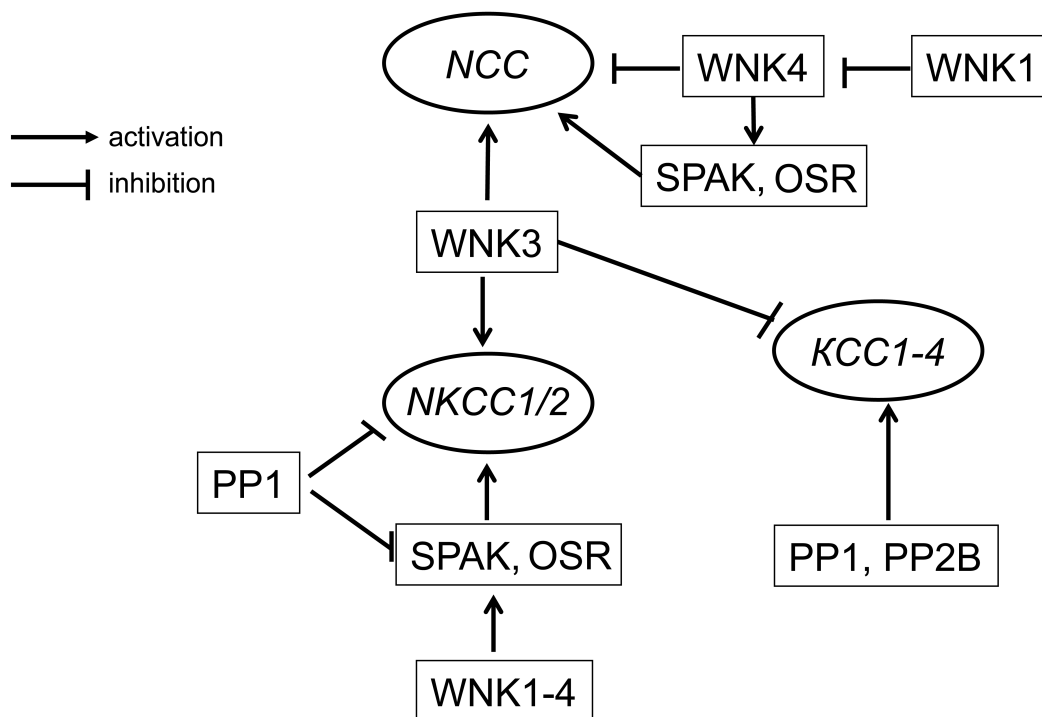 NCC
WNK4
WNK1
activation
inhibition
SPAK, OSR
WNK3
KCC1-4
NKCC1/2
PP1
SPAK, OSR
PP1, PP2B
WNK1-4